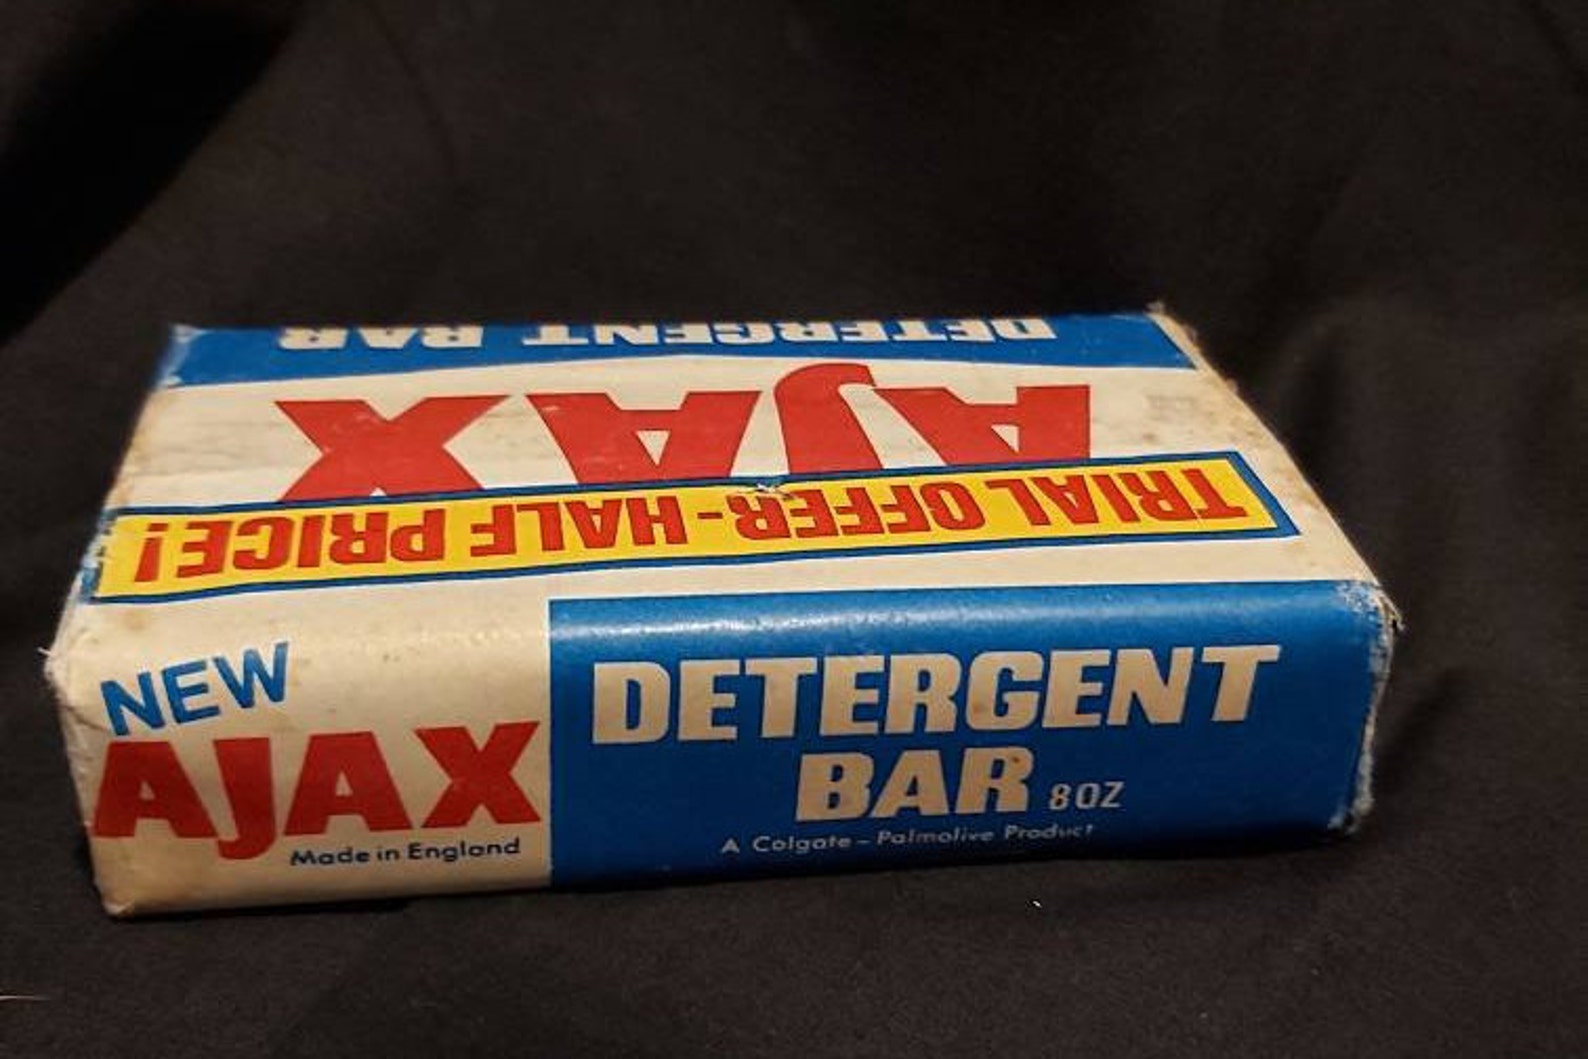 DETERGENT BAR
AJAX
TRIAL OFFER-HALF PRICE!
NEW
AJAX
Made in England
DETERGENT
BAR 8OZ
A Colgate-Palmolive Product